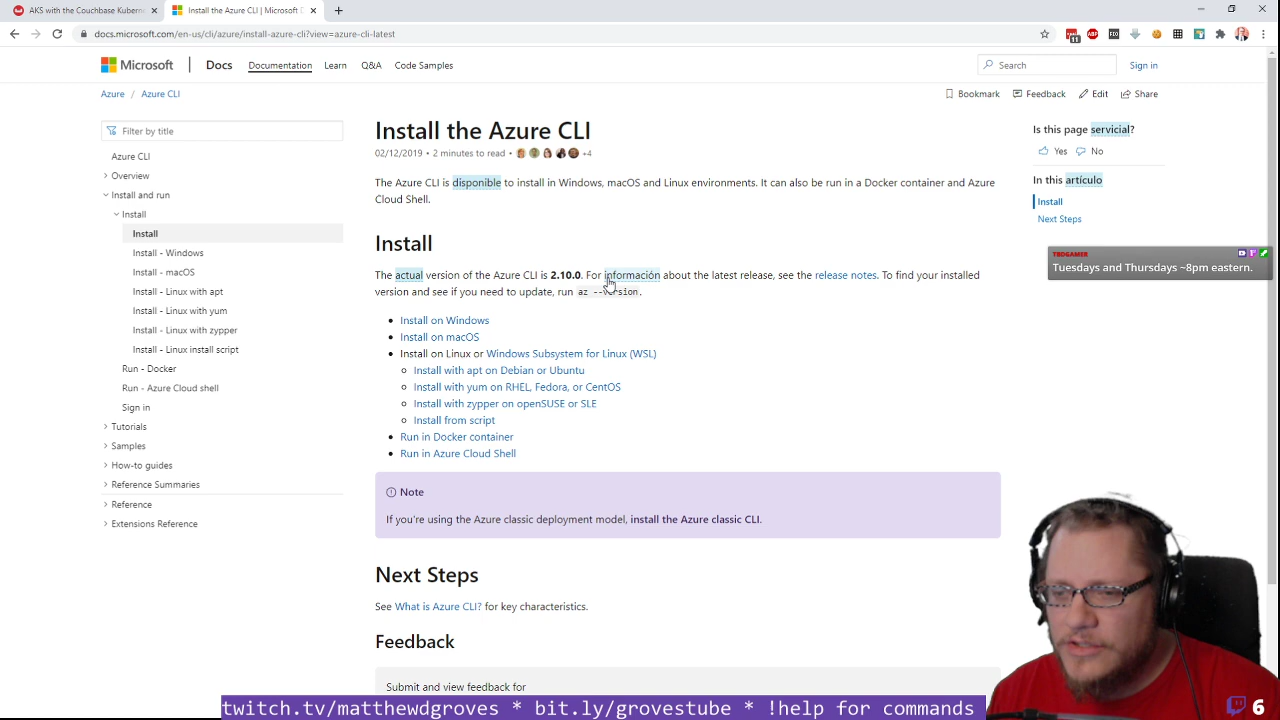 AKS with the Couchbase Kubern
Install the Azure CLI | Microsoft D
docs.microsoft.com/en-us/cli/azure/install-azure-cli?view=azure-cli-latest
11
Microsoft
Docs
Documentation
Learn
Q&A
Code Samples
Search
Sign in
Azure / Azure CLI
Bookmark
Feedback
Edit
Share
Filter by title
Azure CLI
Overview
Install and run
Install
Install
Install - Windows
Install - macOS
Install - Linux with apt
Install - Linux with yum
Install - Linux with zypper
Install - Linux install script
Run - Docker
Run - Azure Cloud shell
Sign in
Tutorials
Samples
How-to guides
Reference Summaries
Reference
Extensions Reference
Install the Azure CLI
02/12/2019 • 2 minutes to read • +4
The Azure CLI is disponible to install in Windows, macOS and Linux environments. It can also be run in a Docker container and Azure
Cloud Shell.
Install
The actual version of the Azure CLI is 2.10.0. For información about the latest release, see the release notes. To find your installed
version and see if you need to update, run az --version.
• Install on Windows
• Install on macOS
• Install on Linux or Windows Subsystem for Linux (WSL)
Install with apt on Debian or Ubuntu
Install with yum on RHEL, Fedora, or CentOS
Install with zypper on openSUSE or SLE
Install from script
• Run in Docker container
• Run in Azure Cloud Shell
Note
If you're using the Azure classic deployment model, install the Azure classic CLI.
Next Steps
See What is Azure CLI? for key characteristics.
Feedback
Submit and view feedback for
Is this page servicial?
Yes
No
In this artículo
Install
Next Steps
TBDGAMER
Tuesdays and Thursdays ~8pm eastern.
twitch.tv/matthewdgroves * bit.ly/grovestube * !help for commands
6